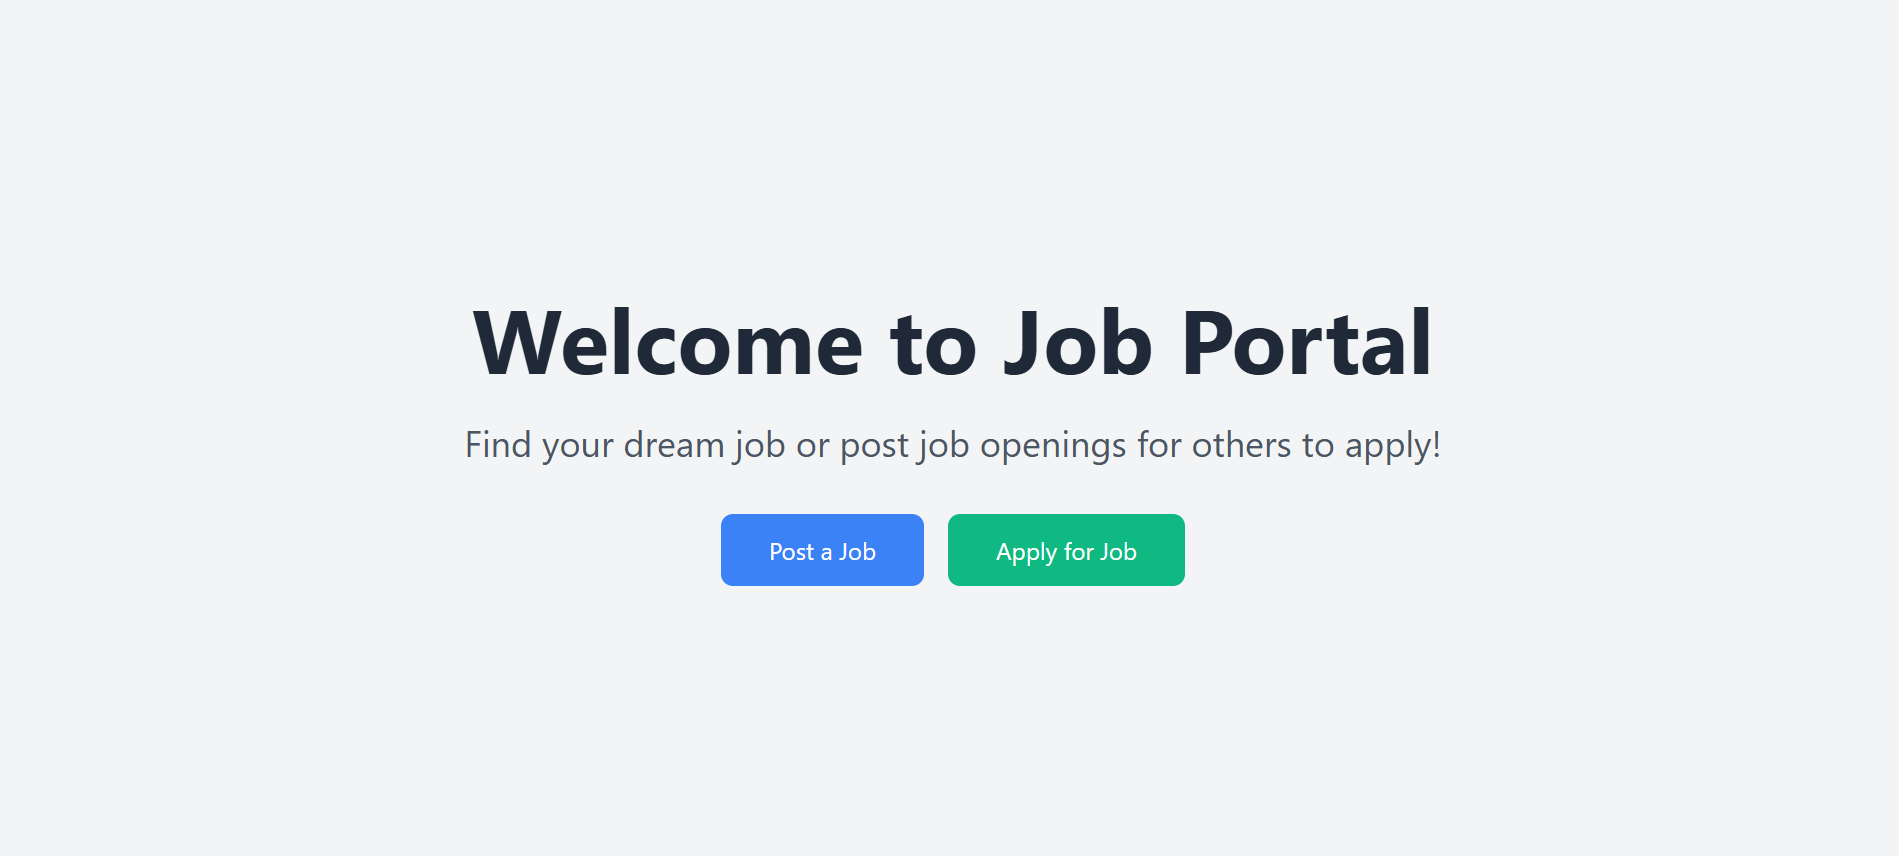 Welcome to Job Portal
Find your dream job or post job openings for others to apply!
Post a Job
Apply for Job